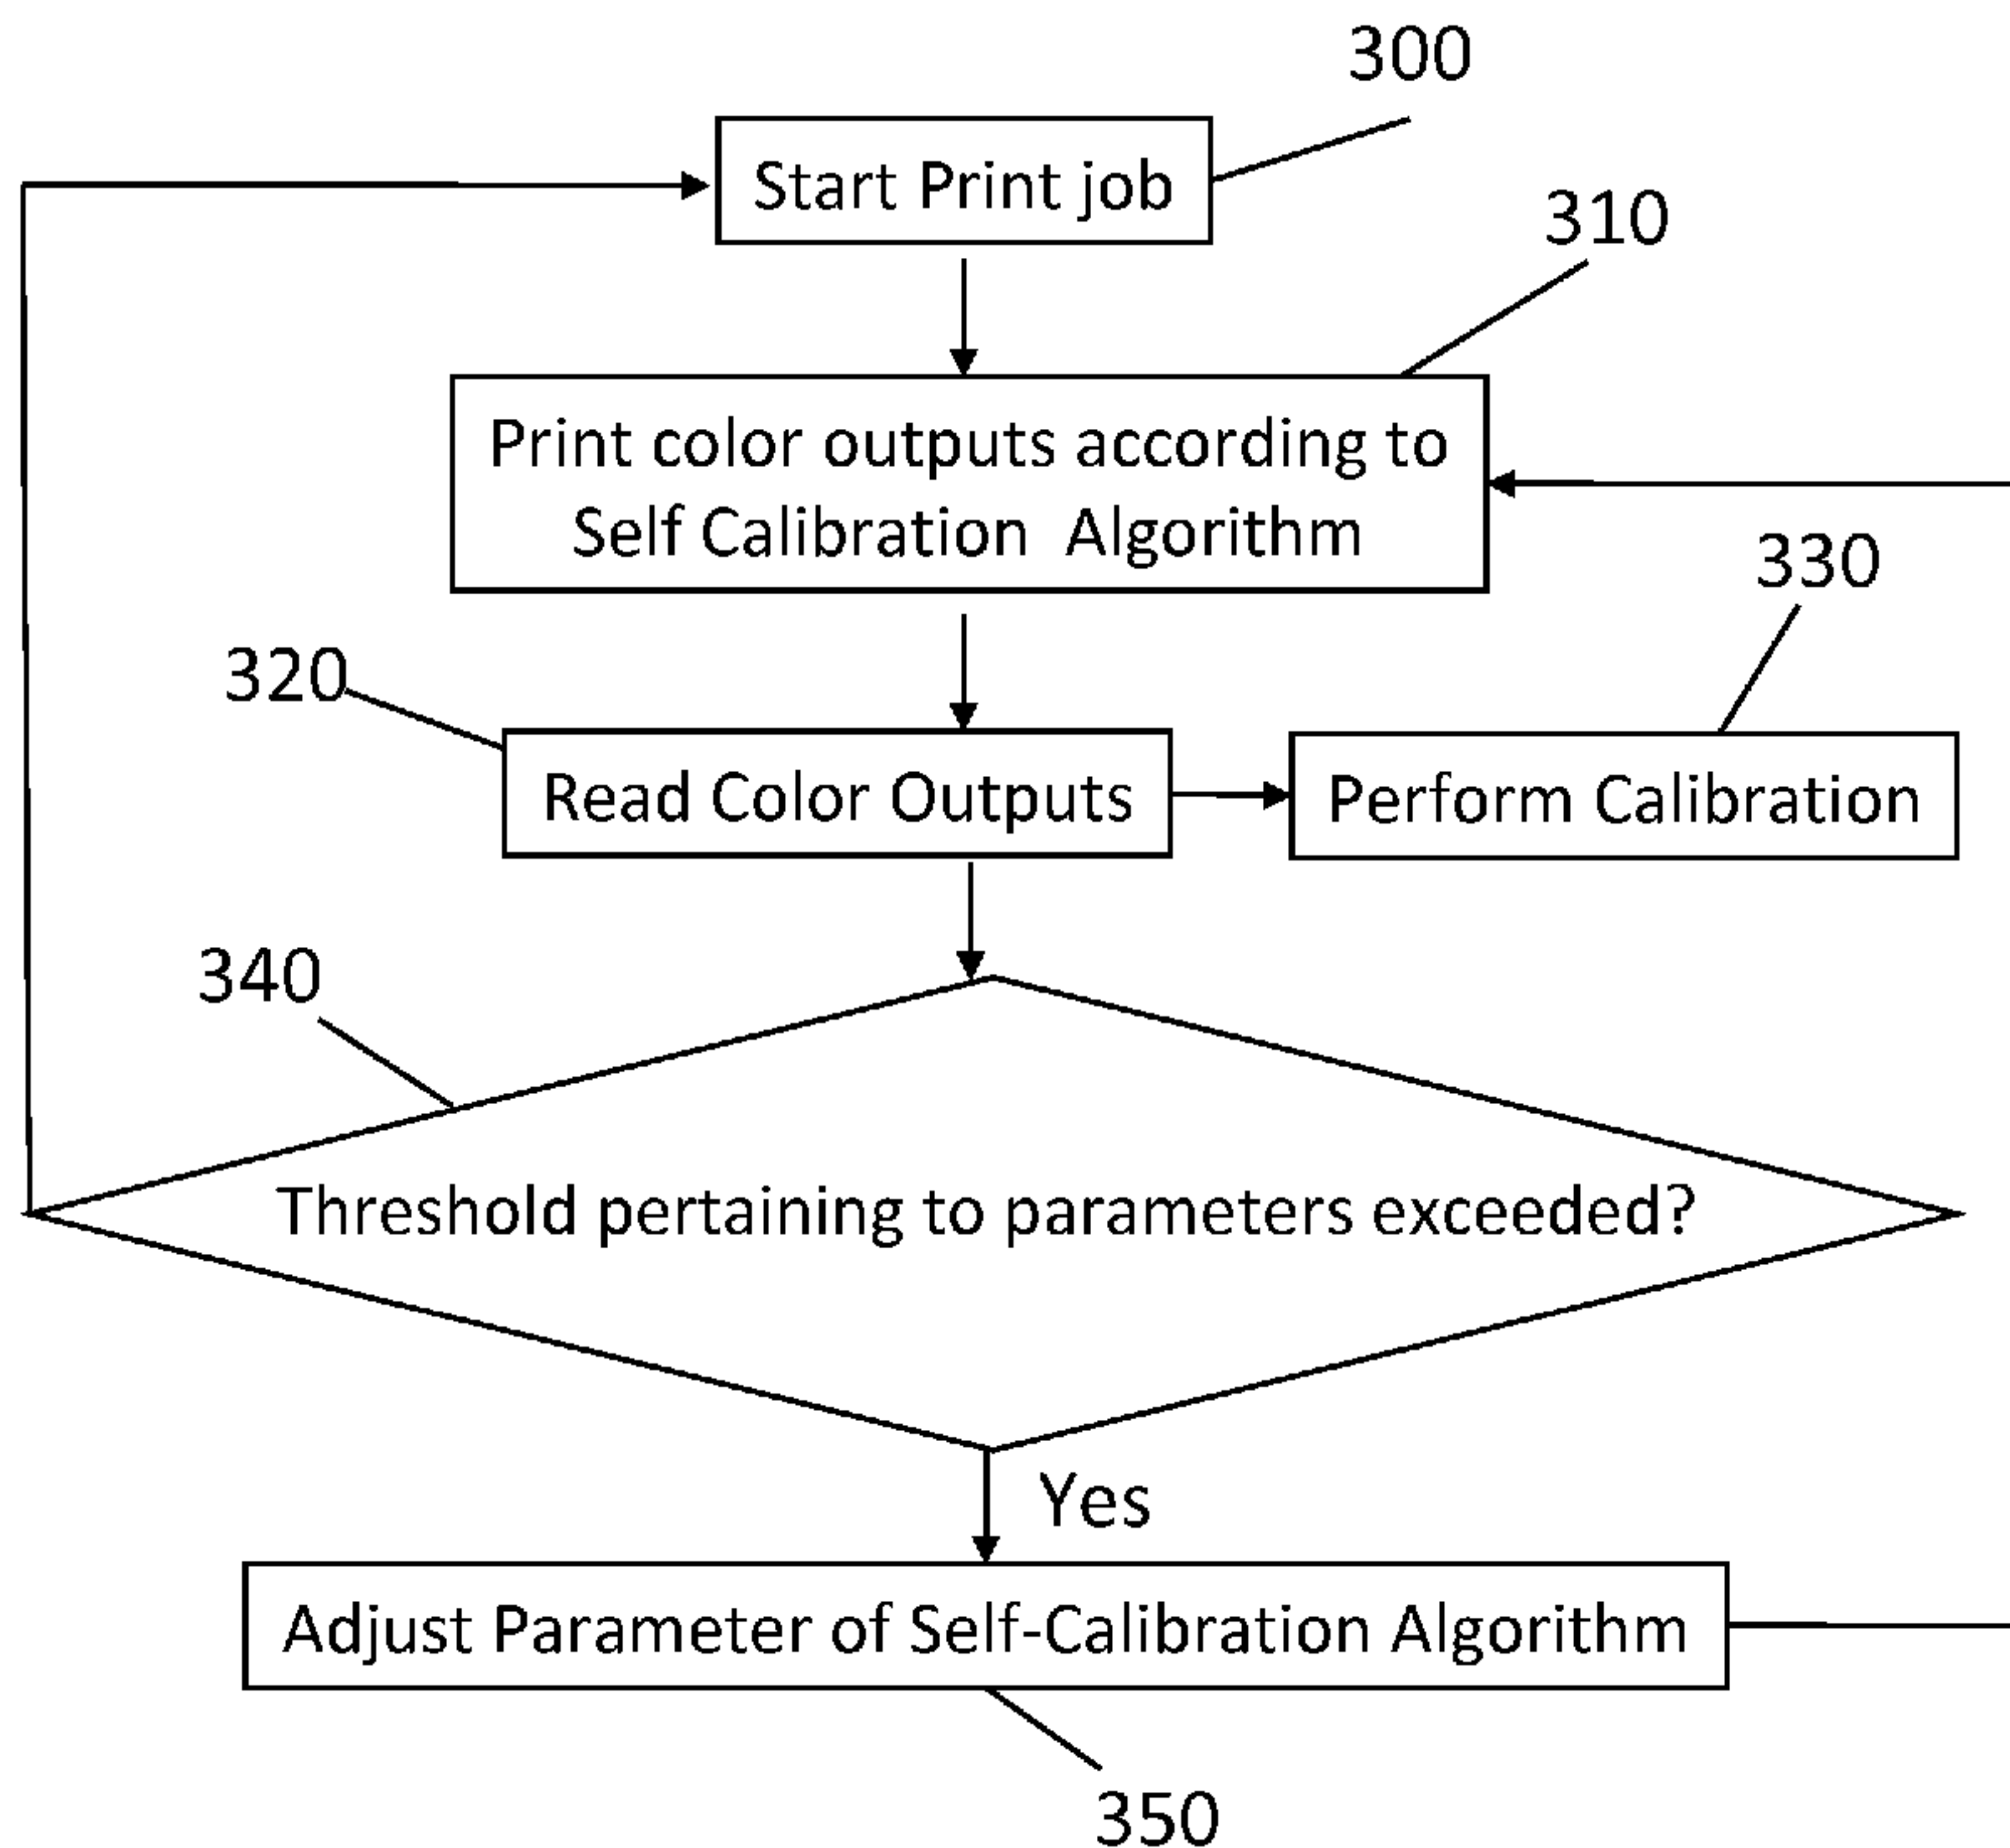 300
Start Print job
310
Print color outputs according to
Self Calibration Algorithm
330
320
Read Color Outputs
Perform Calibration
340
Threshold pertaining to parameters exceeded?
Yes
Adjust Parameter of Self-Calibration Algorithm
350